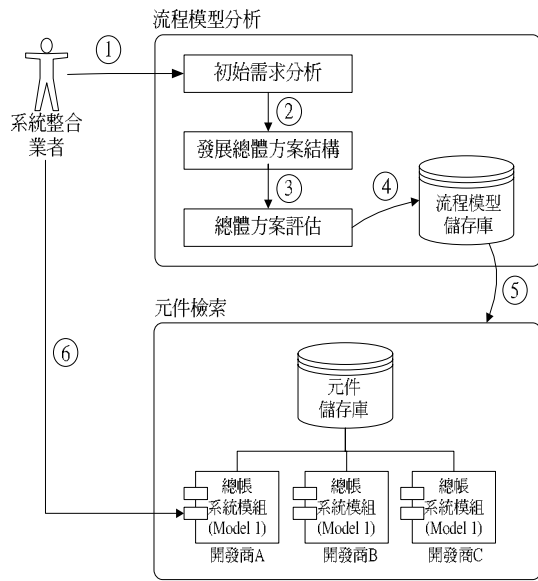 流程模型分析
①
初始需求分析
系統整合
業者
②
發展總體方案結構
③
總體方案評估
④
流程模型
儲存庫
⑤
元件檢索
⑥
元件
儲存庫
總帳
系統模組
(Model 1)
開發商A
總帳
系統模組
(Model 1)
開發商B
總帳
系統模組
(Model 1)
開發商C